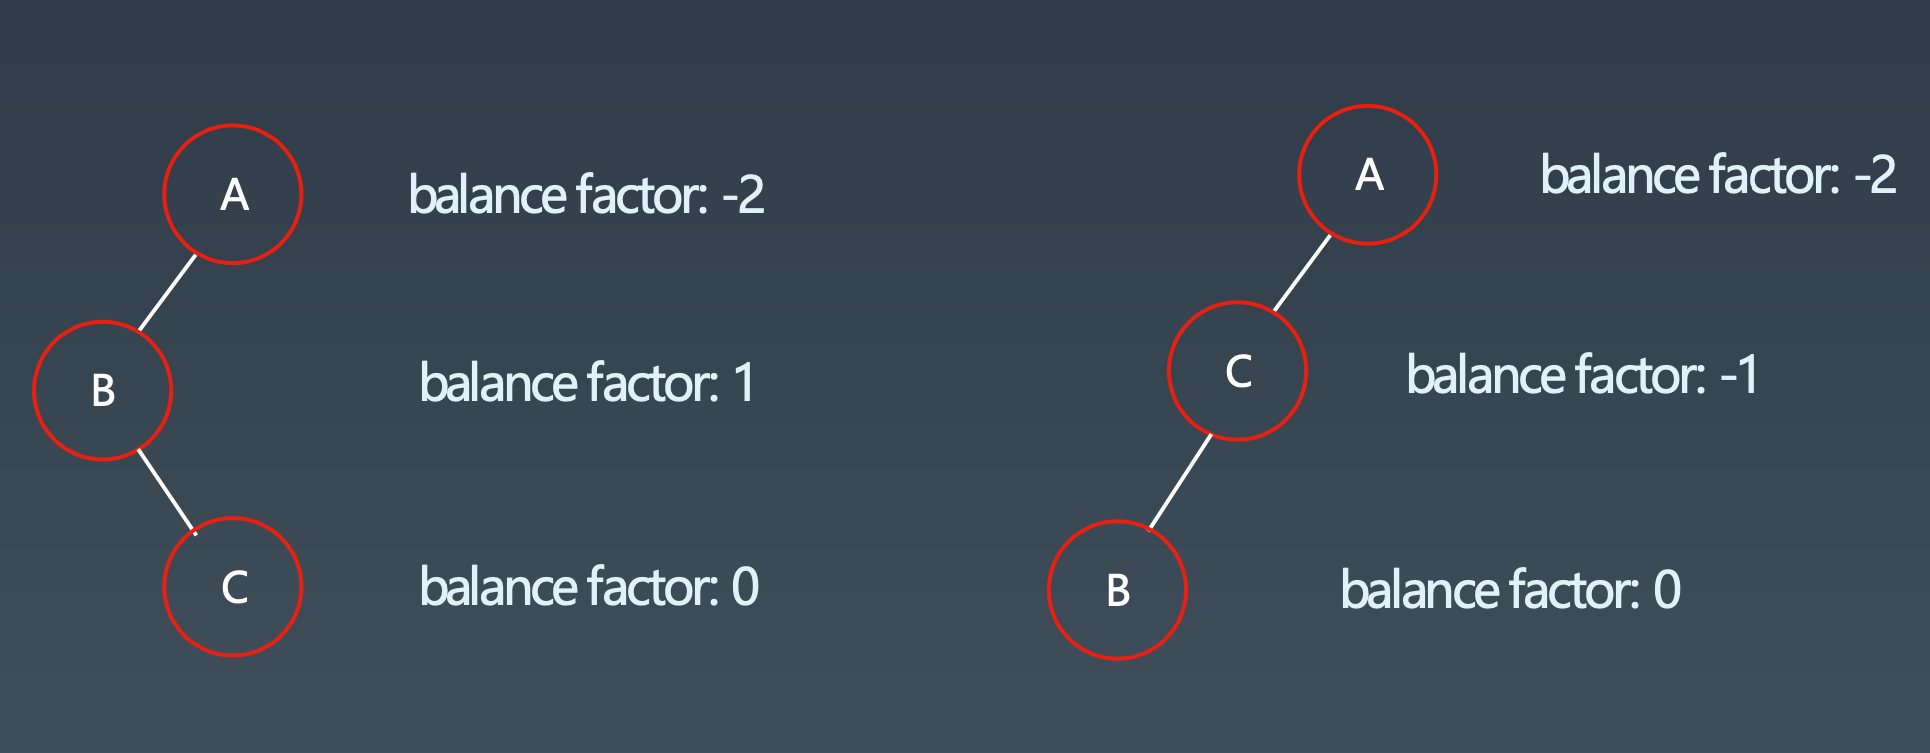 A
balance factor: -2
B
balance factor: 1
C
balance factor: 0
A
balance factor: -2
C
balance factor: -1
B
balance factor: 0